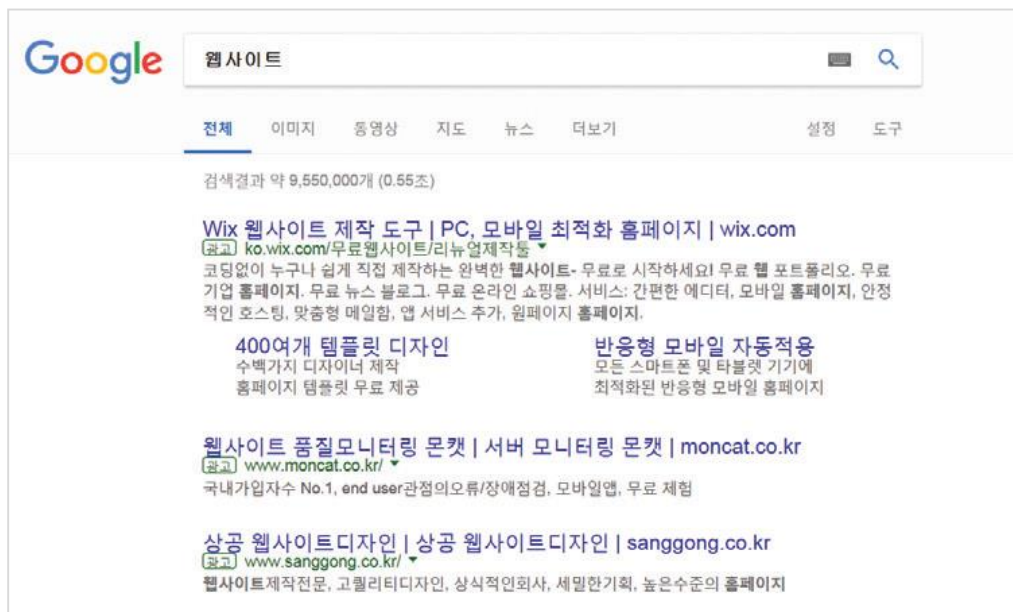 Google 웹사이트
전체 이미지 동영상 지도 뉴스 더보기 설정 도구
검색결과 약 9,550,000개 (0.55초)
Wix 웹사이트 제작 도구 | PC, 모바일 최적화 홈페이지 | wix.com
광고 ko.wix.com/무료웹사이트/리뉴얼제작툴
코딩없이 누구나 쉽게 직접 제작하는 완벽한 웹사이트- 무료로 시작하세요! 무료 웹 포트폴리오. 무료
기업 홈페이지. 무료 뉴스 블로그. 무료 온라인 쇼핑몰. 서비스: 간편한 에디터, 모바일 홈페이지, 안정
적인 호스팅, 맞춤형 메일함, 앱 서비스 추가, 원페이지 홈페이지.
400여개 템플릿 디자인 반응형 모바일 자동적용
수백가지 디자이너 제작 모든 스마트폰 및 타블렛 기기에
홈페이지 템플릿 무료 제공 최적화된 반응형 모바일 홈페이지
웹사이트 품질모니터링 몬캣 | 서버 모니터링 몬캣 | moncat.co.kr
광고 www.moncat.co.kr/
국내가입자수 No.1, end user관점의오류/장애점검, 모바일앱, 무료 체험
상공 웹사이트디자인 | 상공 웹사이트디자인 | sanggong.co.kr
광고 www.sanggong.co.kr/
웹사이트제작전문, 고퀄리티디자인, 상식적인회사, 세밀한기획, 높은수준의 홈페이지